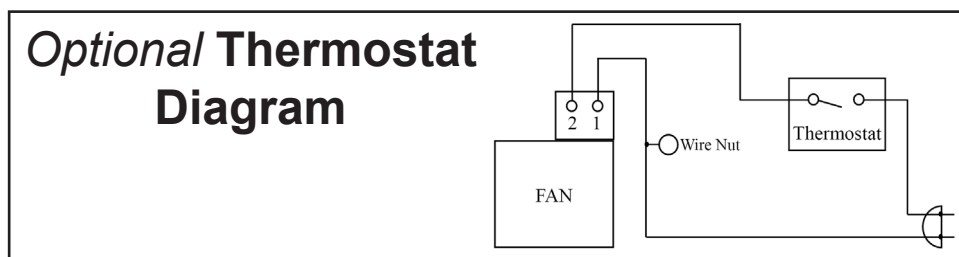 Optional Thermostat
Diagram
2 1
Wire Nut
Thermostat
FAN